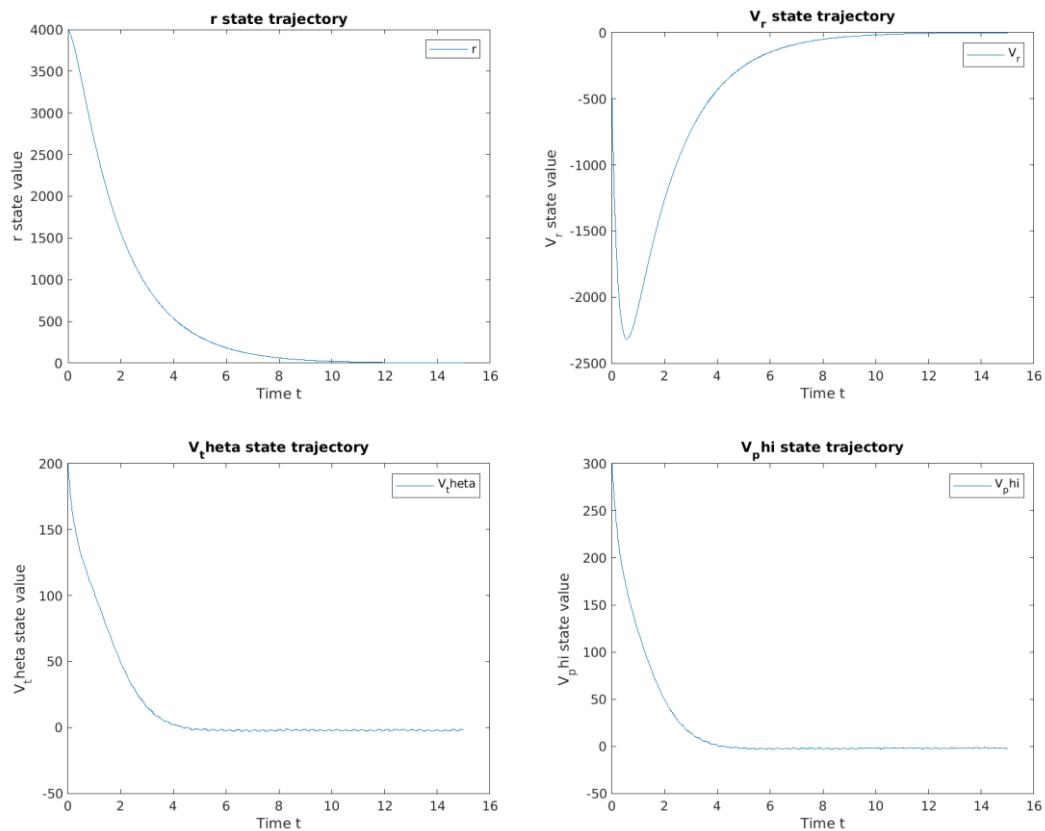 r state trajectory
r
4000
3500
3000
2500
2000
1500
1000
500
0
r state value
0 2 4 6 8 10 12 14 16
Time t
V_r state trajectory
V_r
0
-500
-1000
-1500
-2000
-2500
V_r state value
0 2 4 6 8 10 12 14 16
Time t
V_theta state trajectory
V_theta
200
150
100
50
0
-50
V_theta state value
0 2 4 6 8 10 12 14 16
Time t
V_phi state trajectory
V_phi
300
250
200
150
100
50
0
-50
V_phi state value
0 2 4 6 8 10 12 14 16
Time t